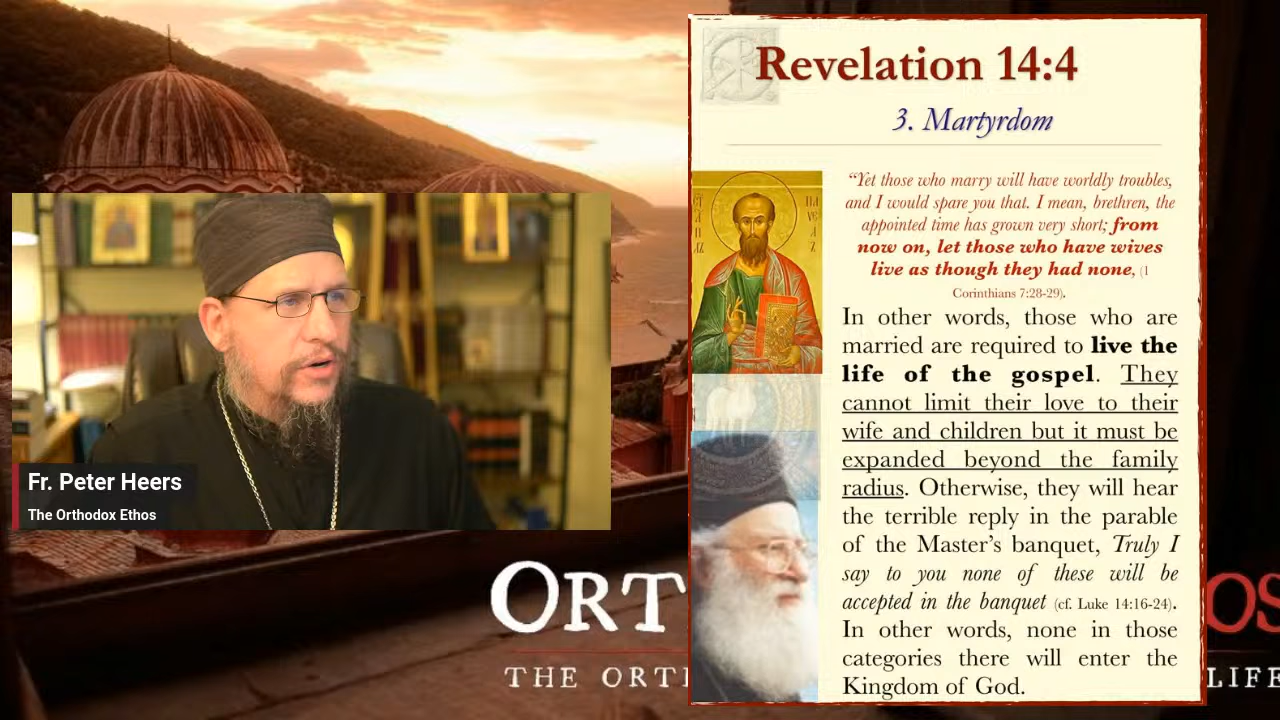 Revelation 14:4
3. Martyrdom
“Yet those who marry will have worldly troubles,
and I would spare you that. I mean, brethren, the
appointed time has grown very short; from
now on, let those who have wives
live as though they had none, (1
Corinthians 7:28-29).
In other words, those who are
married are required to live the
life of the gospel. They
cannot limit their love to their
wife and children but it must be
expanded beyond the family
radius. Otherwise, they will hear
the terrible reply in the parable
of the Master’s banquet, Truly I
say to you none of these will be
accepted in the banquet (cf. Luke 14:16-24).
In other words, none in those
categories there will enter the
Kingdom of God.
Fr. Peter Heers
The Orthodox Ethos
ORT OS
THE ORT LIFE